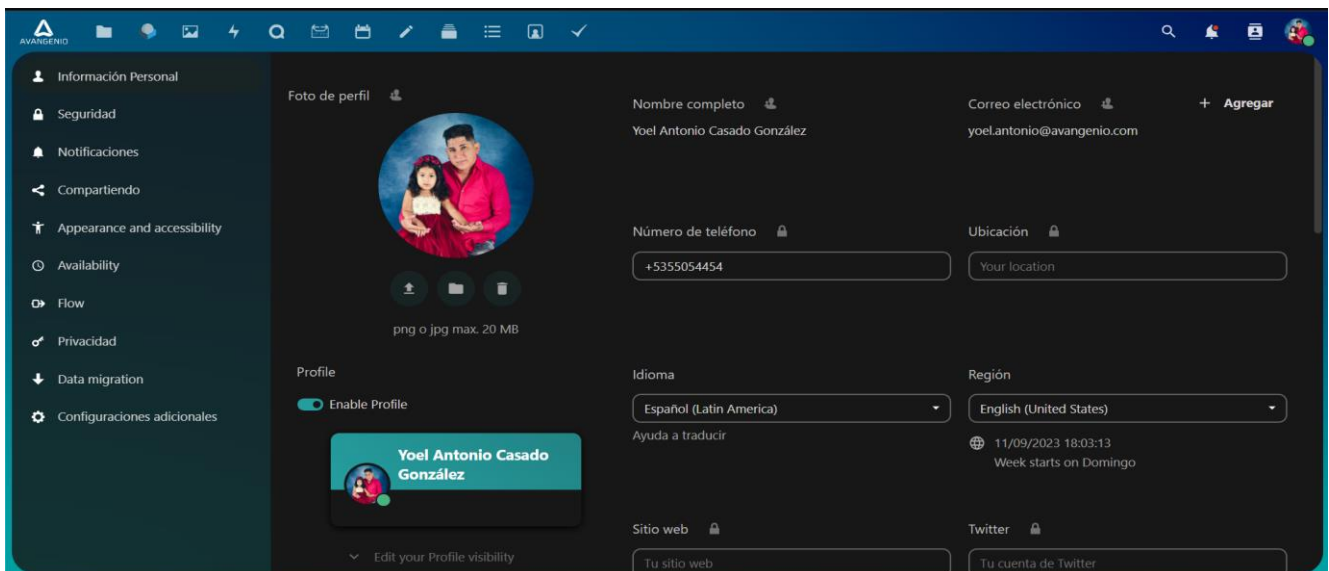 AVANGENIO
Información Personal
Seguridad
Notificaciones
Compartiendo
Appearance and accessibility
Availability
Flow
Privacidad
Data migration
Configuraciones adicionales
Foto de perfil
png o jpg max. 20 MB
Profile
Enable Profile
Yoel Antonio Casado
González
Edit your Profile visibility
Nombre completo
Yoel Antonio Casado González
Correo electrónico
+ Agregar
yoel.antonio@avangenio.com
Número de teléfono
+5355054454
Ubicación
Your location
Idioma
Español (Latin America)
Ayuda a traducir
Región
English (United States)
11/09/2023 18:03:13
Week starts on Domingo
Sitio web
Tu sitio web
Twitter
Tu cuenta de Twitter